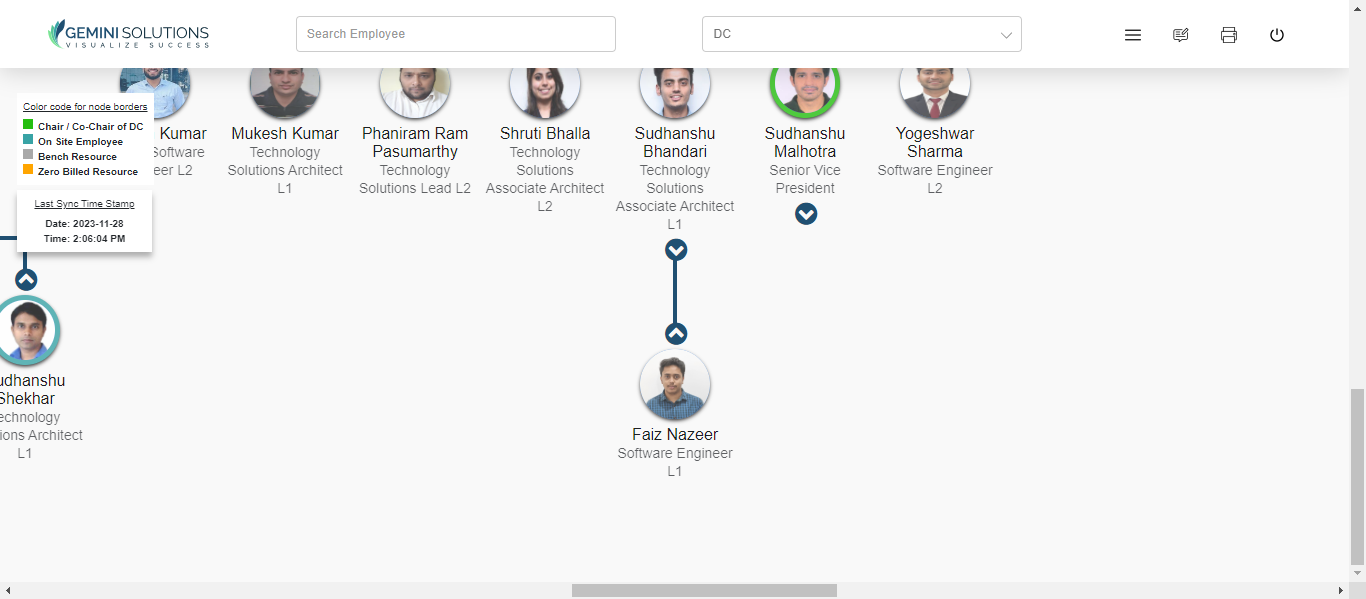 GEMINI SOLUTIONS
VISUALIZE SUCCESS
Search Employee
DC
Color code for node borders
Chair / Co-Chair of DC
On Site Employee
Bench Resource
Zero Billed Resource
Last Sync Time Stamp
Date: 2023-11-28
Time: 2:06:04 PM
Kumar
Software
eer L2
Mukesh Kumar
Technology
Solutions Architect
L1
Phaniram Ram
Pasumarthy
Technology
Solutions Lead L2
Shruti Bhalla
Technology
Solutions
Associate Architect
L2
Sudhanshu
Bhandari
Technology
Solutions
Associate Architect
L1
Sudhanshu
Malhotra
Senior Vice
President
Yogeshwar
Sharma
Software Engineer
L2
udhanshu
Shekhar
echnology
ions Architect
L1
Faiz Nazeer
Software Engineer
L1